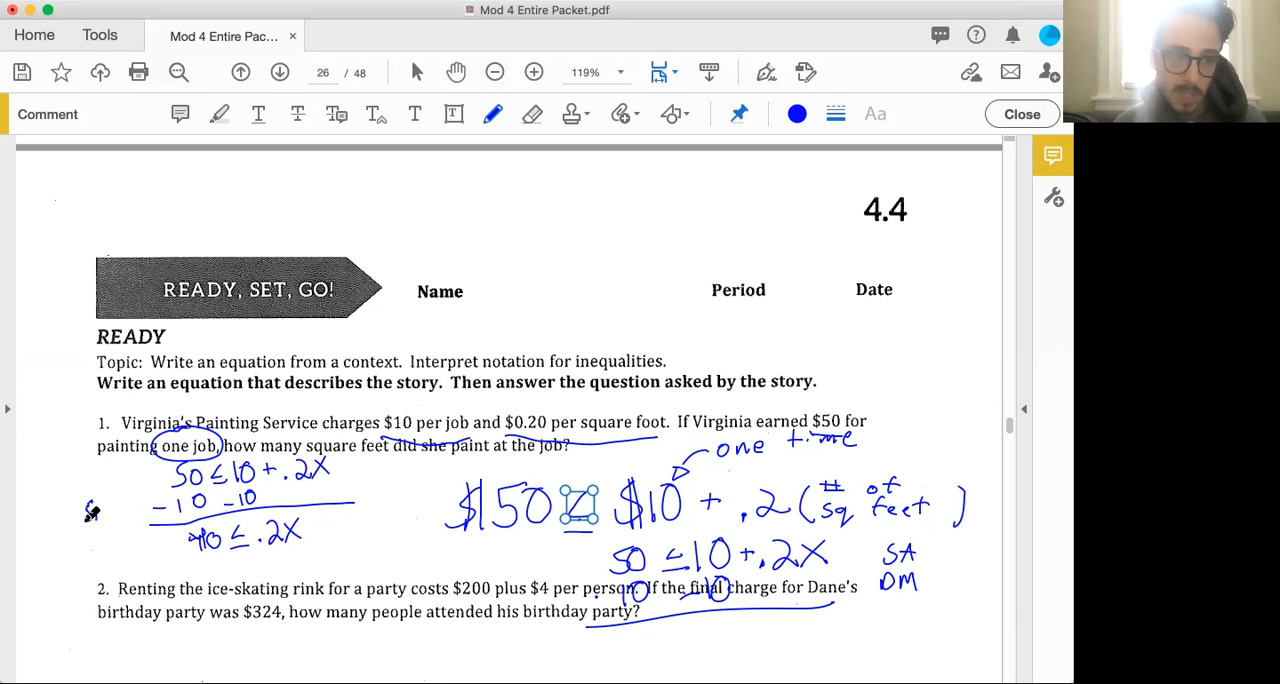 Mod 4 Entire Packet.pdf
Home Tools Mod 4 Entire Pac... ×
26 / 48 119%
Comment Aa Close
4.4
READY, SET, GO! Name Period Date
READY
Topic: Write an equation from a context. Interpret notation for inequalities.
Write an equation that describes the story. Then answer the question asked by the story.
1. Virginia's Painting Service charges $10 per job and $0.20 per square foot. If Virginia earned $50 for
painting one job, how many square feet did she paint at the job?
one time
50 ≤ 10 + .2X
-10 -10
40 ≤ .2X
$50 ≤ $10 + .2 ( # of sq feet )
50 ≤ 10 + .2X SA
-10 -10 DM
2. Renting the ice-skating rink for a party costs $200 plus $4 per person. If the final charge for Dane's
birthday party was $324, how many people attended his birthday party?